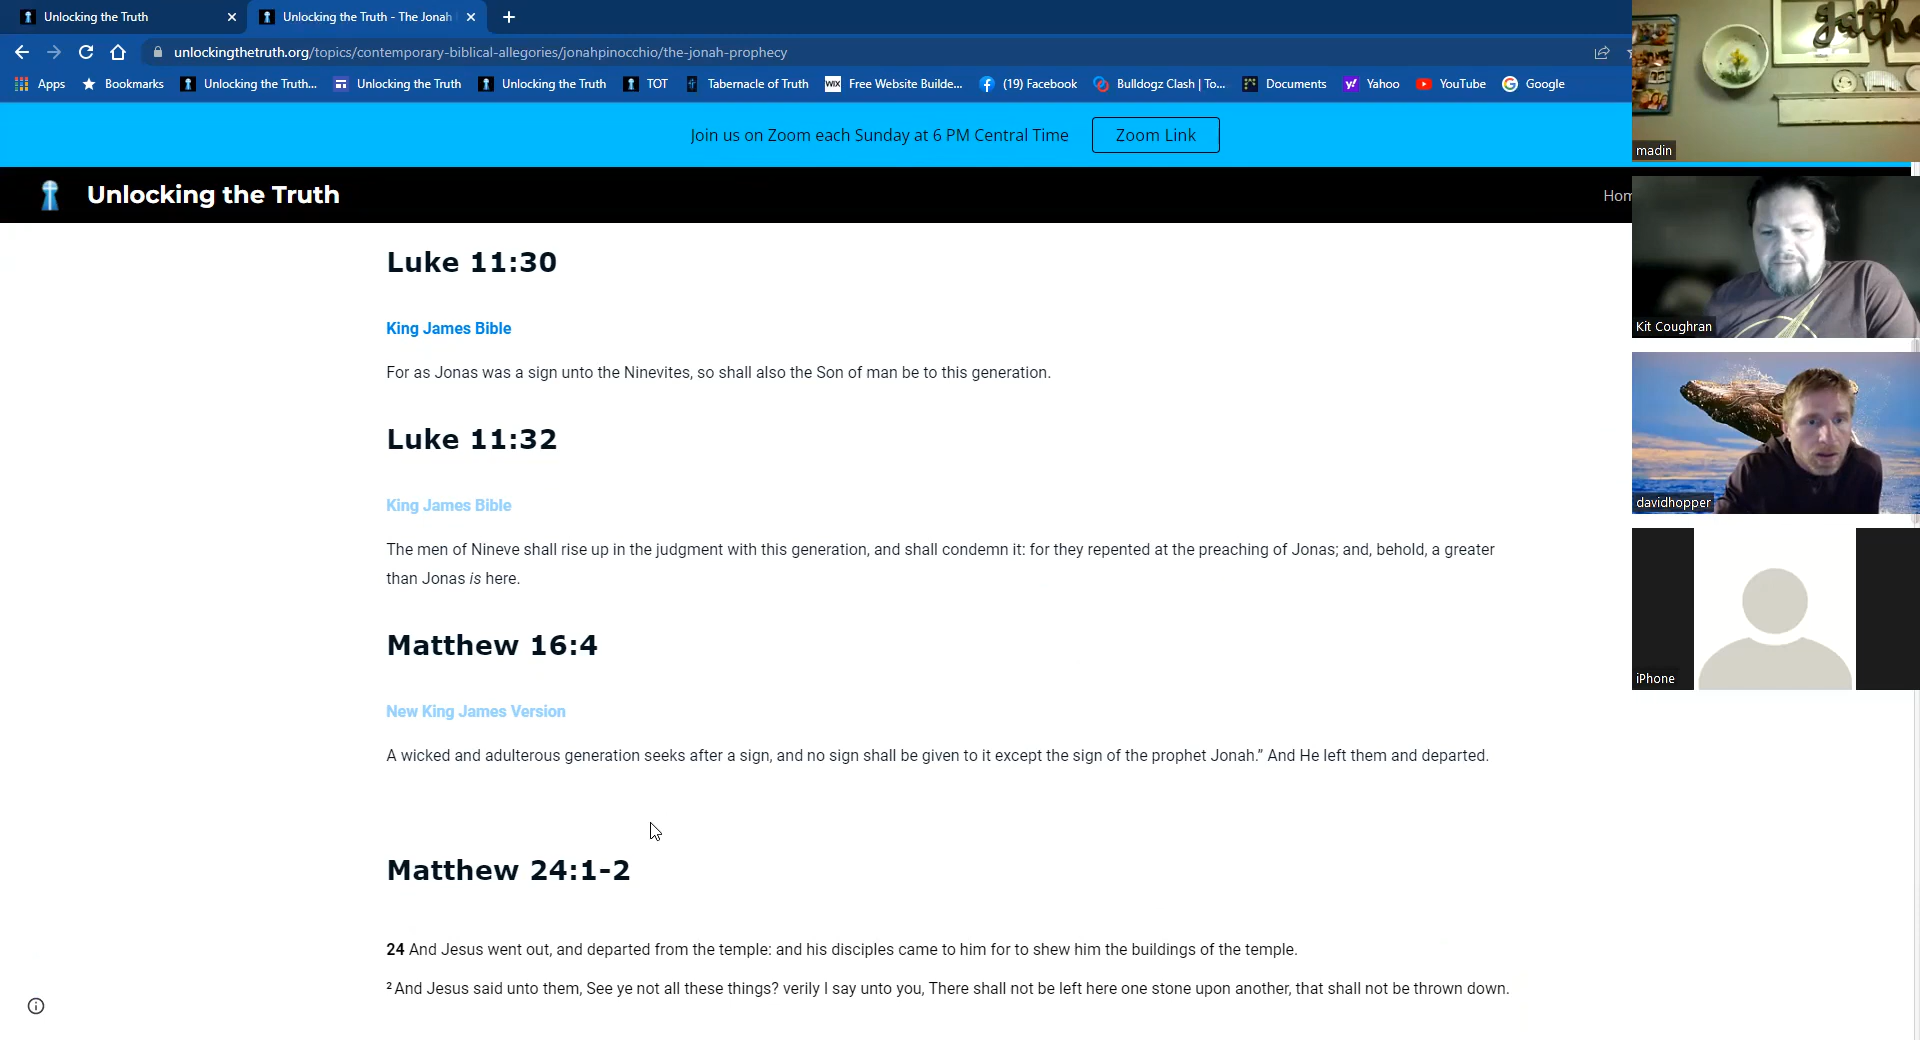 Unlocking the Truth
Unlocking the Truth - The Jonah
unlockingthetruth.org/topics/contemporary-biblical-allegories/jonahpinocchio/the-jonah-prophecy
Apps Bookmarks Unlocking the Truth... Unlocking the Truth Unlocking the Truth TOT Tabernacle of Truth WIX Free Website Builde... (19) Facebook Bulldogz Clash | To... Documents Yahoo YouTube Google
Join us on Zoom each Sunday at 6 PM Central Time Zoom Link
Unlocking the Truth
Hom
Luke 11:30
King James Bible
For as Jonas was a sign unto the Ninevites, so shall also the Son of man be to this generation.
Luke 11:32
King James Bible
The men of Nineve shall rise up in the judgment with this generation, and shall condemn it: for they repented at the preaching of Jonas; and, behold, a greater
than Jonas is here.
Matthew 16:4
New King James Version
A wicked and adulterous generation seeks after a sign, and no sign shall be given to it except the sign of the prophet Jonah.” And He left them and departed.
Matthew 24:1-2
24 And Jesus went out, and departed from the temple: and his disciples came to him for to shew him the buildings of the temple.
2 And Jesus said unto them, See ye not all these things? verily I say unto you, There shall not be left here one stone upon another, that shall not be thrown down.
gathe
madin
Kit Coughran
davidhopper
iPhone